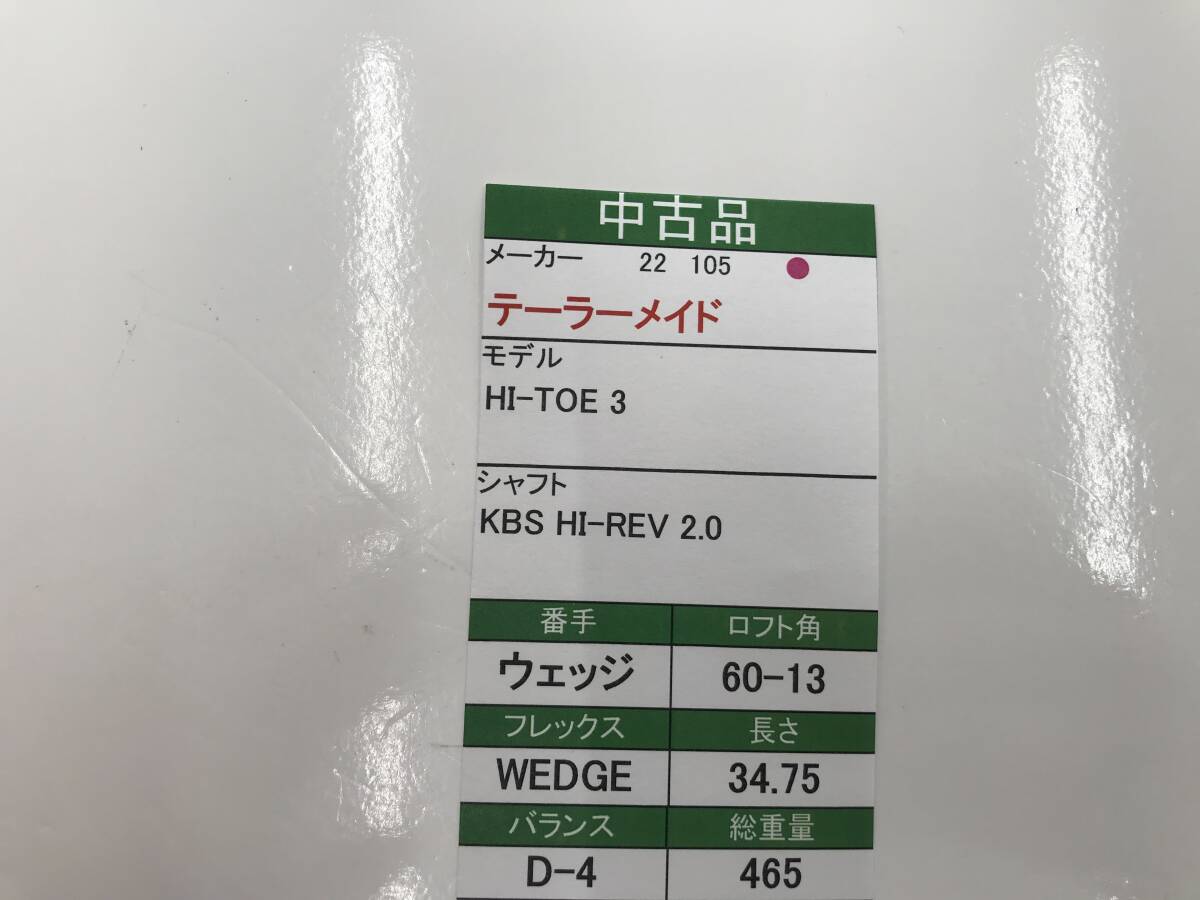 中古品
メーカー 22 105
テーラーメイド
モデル
HI-TOE 3
シャフト
KBS HI-REV 2.0
番手 ロフト角
ウェッジ 60-13
フレックス 長さ
WEDGE 34.75
バランス 総重量
D-4 465